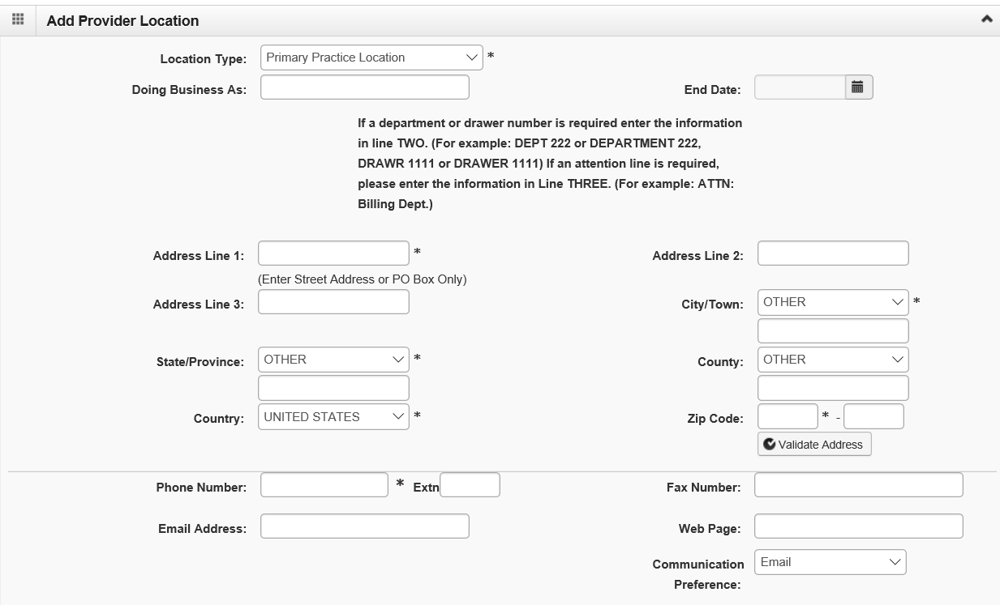 Add Provider Location
Location Type: Primary Practice Location *
Doing Business As: End Date:
If a department or drawer number is required enter the information
in line TWO. (For example: DEPT 222 or DEPARTMENT 222,
DRAWR 1111 or DRAWER 1111) If an attention line is required,
please enter the information in Line THREE. (For example: ATTN:
Billing Dept.)
Address Line 1: * Address Line 2:
(Enter Street Address or PO Box Only)
Address Line 3: City/Town: OTHER *
State/Province: OTHER * County: OTHER
Country: UNITED STATES * Zip Code: * -
Validate Address
Phone Number: * Extn Fax Number:
Email Address: Web Page:
Communication Email
Preference: